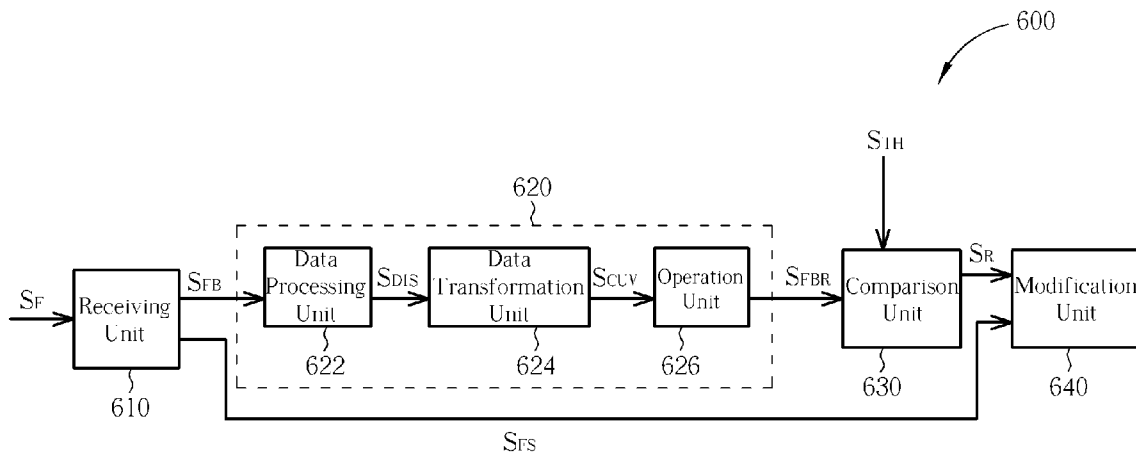 600
STH
620
SF
Receiving
Unit
610
SFB
Data
Processing
Unit
622
SDIS
Data
Transformation
Unit
624
SCUV
Operation
Unit
626
SFBR
Comparison
Unit
630
SR
Modification
Unit
640
SFS